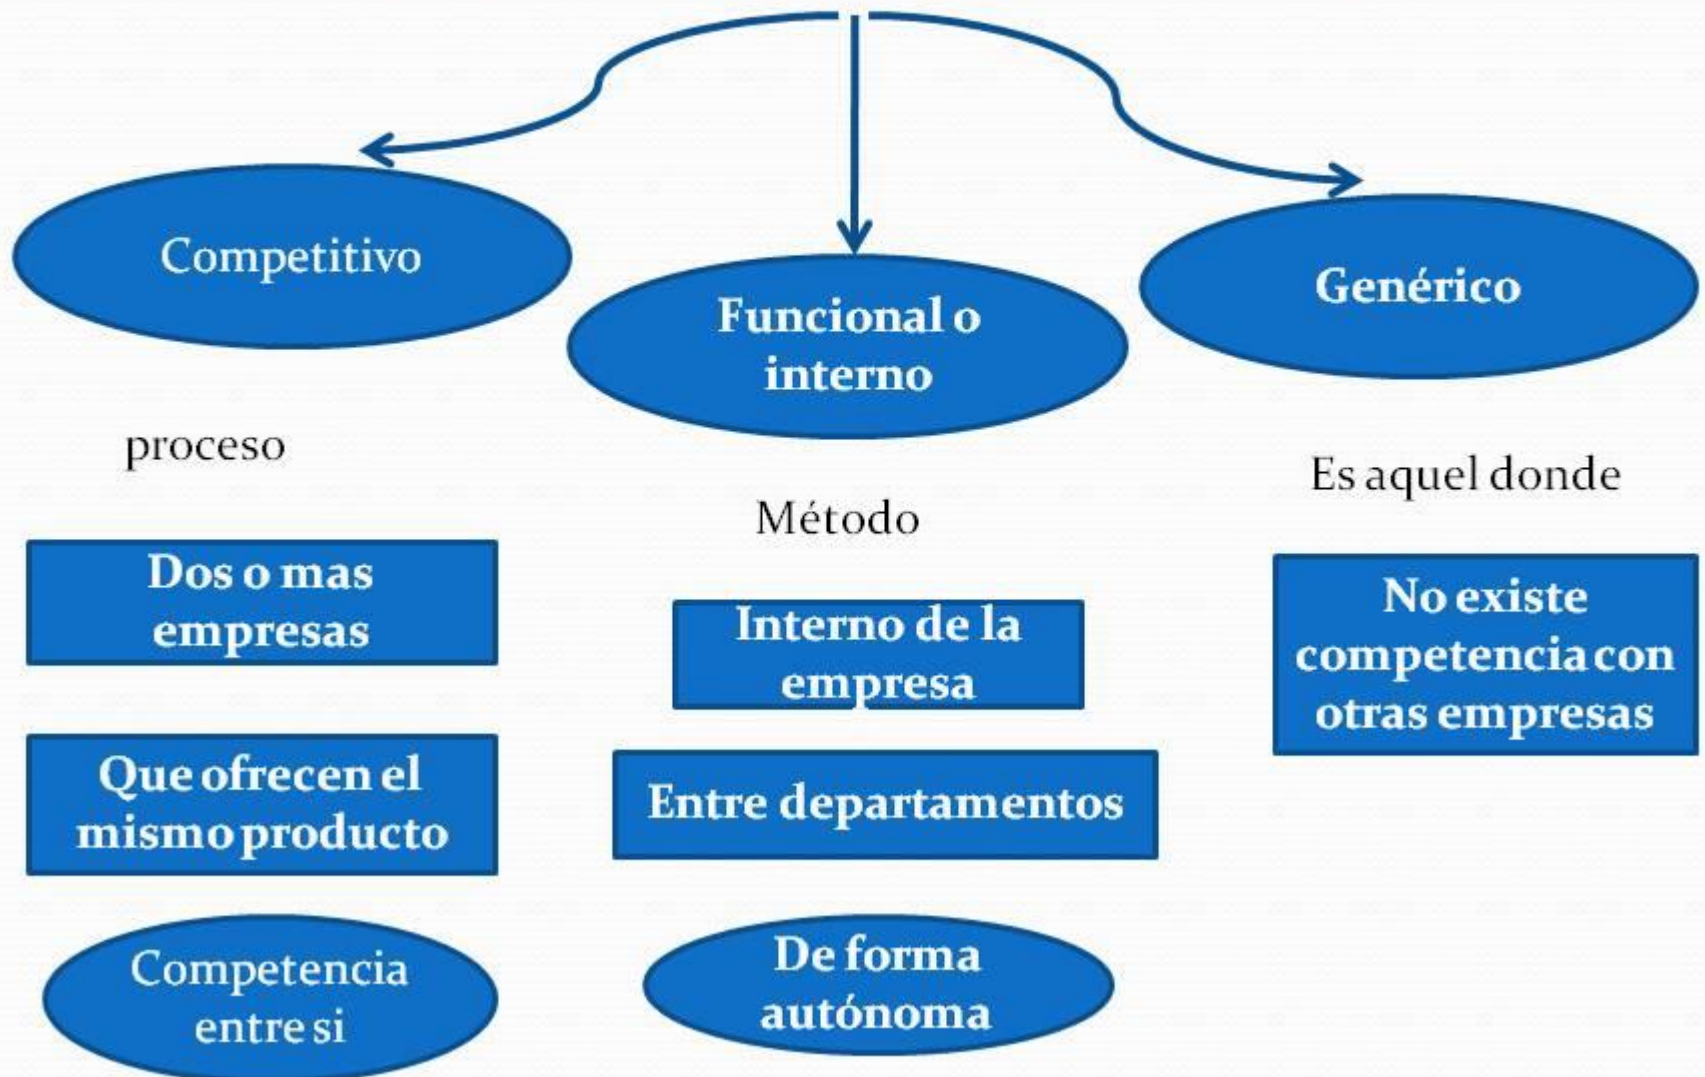 Competitivo
Funcional o
interno
Genérico
proceso
Método
Es aquel donde
Dos o mas
empresas
Interno de la
empresa
No existe
competencia con
otras empresas
Que ofrecen el
mismo producto
Entre departamentos
Competencia
entre si
De forma
autónoma